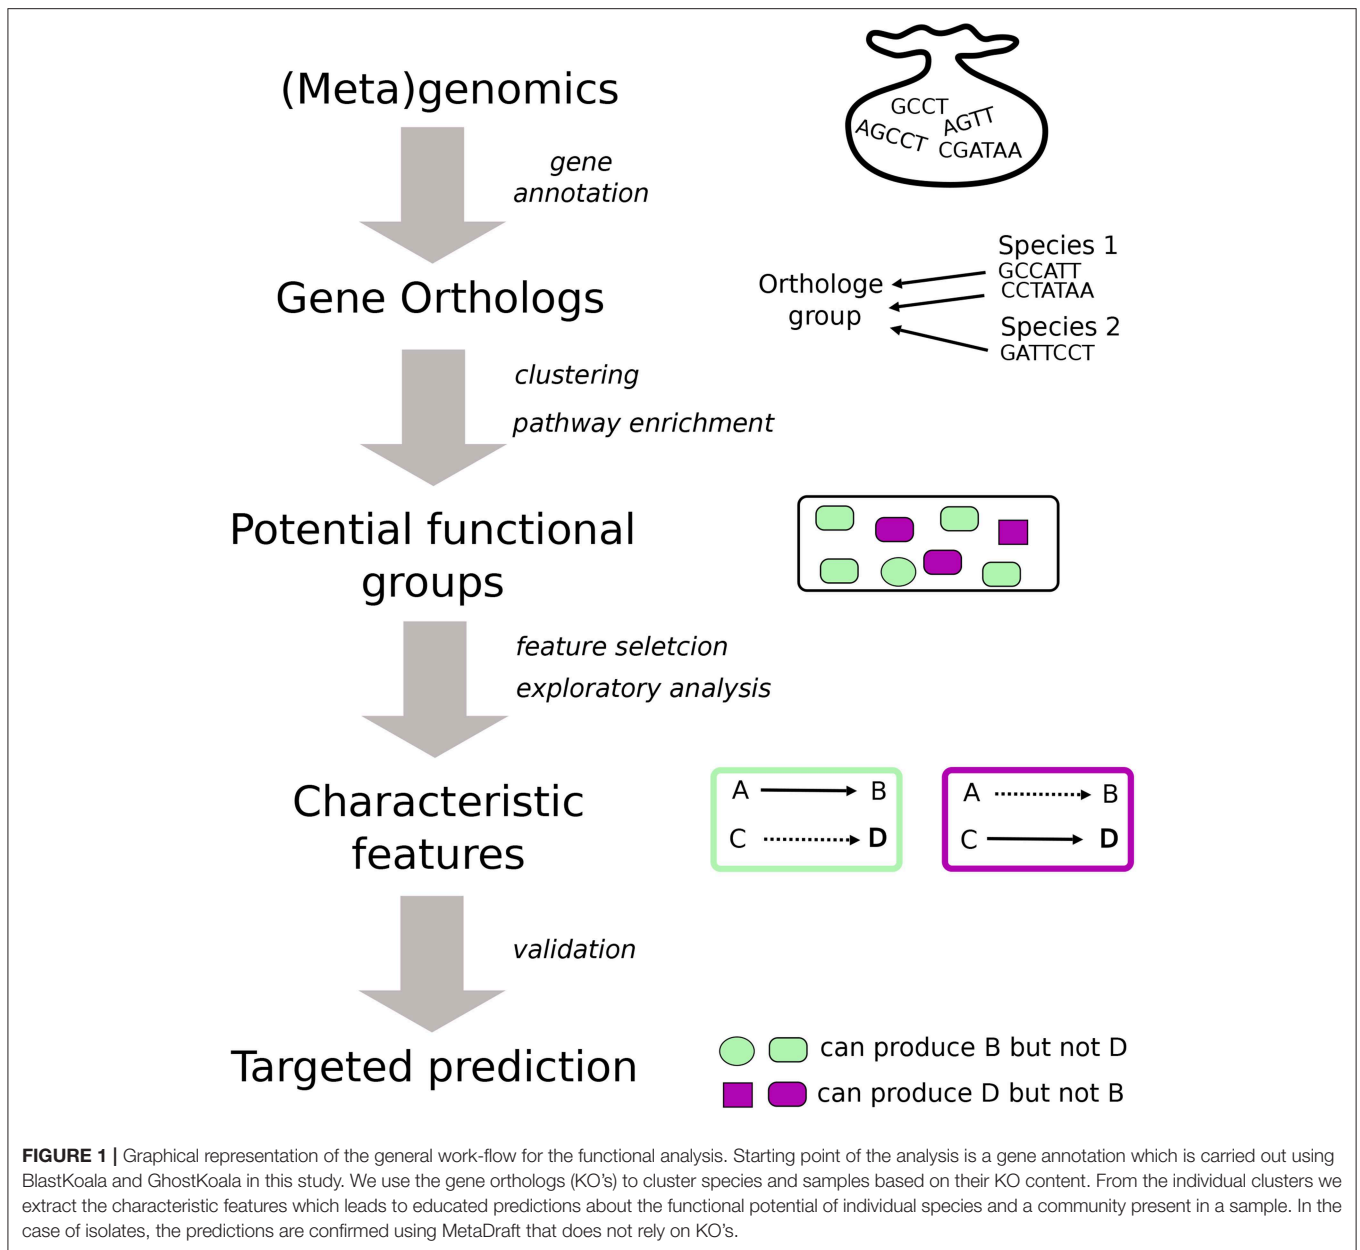 (Meta)genomics
GCCT
AGTT
AGCCT
CGATAA
gene
annotation
Gene Orthologs
Orthologe
group
Species 1
GCCATT
CCTATAA
Species 2
GATTCCT
clustering
pathway enrichment
Potential functional
groups
feature seletcion
exploratory analysis
Characteristic
features
A B
C D
A B
C D
validation
Targeted prediction
can produce B but not D
can produce D but not B
FIGURE 1 | Graphical representation of the general work-flow for the functional analysis. Starting point of the analysis is a gene annotation which is carried out using
BlastKoala and GhostKoala in this study. We use the gene orthologs (KO's) to cluster species and samples based on their KO content. From the individual clusters we
extract the characteristic features which leads to educated predictions about the functional potential of individual species and a community present in a sample. In the
case of isolates, the predictions are confirmed using MetaDraft that does not rely on KO's.